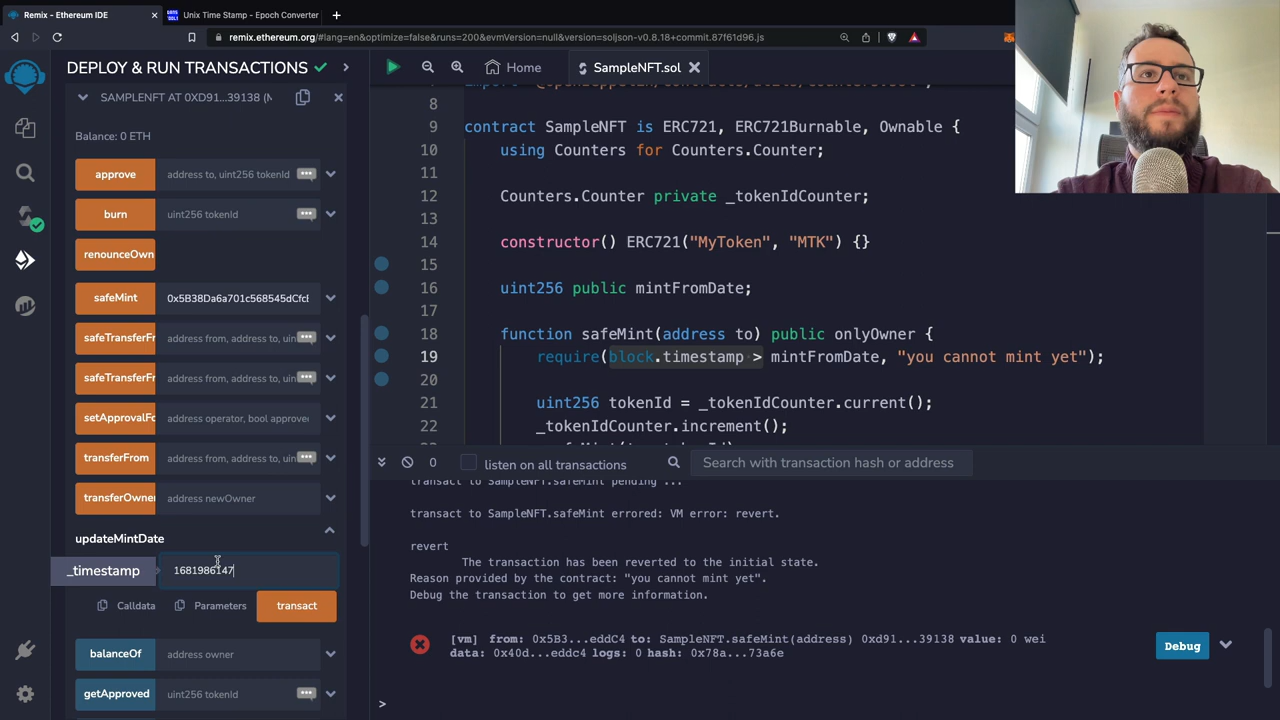 Remix - Ethereum IDE
Unix Time Stamp - Epoch Converter
remix.ethereum.org/#lang=en&optimize=false&runs=200&evmVersion=null&version=soljson-v0.8.18+commit.87f61d96.js
DEPLOY & RUN TRANSACTIONS
Home
SampleNFT.sol
SAMPLENFT AT 0XD91...39138 (M
Balance: 0 ETH
approve
address to, uint256 tokenId
burn
uint256 tokenId
renounceOwn
safeMint
0x5B38Da6a701c568545dCfcl
safeTransferFr
address from, address to, uin
safeTransferFr
address from, address to, uin
setApprovalFo
address operator, bool approve
transferFrom
address from, address to, uin
transferOwne
address newOwner
updateMintDate
_timestamp
1681986147
Calldata
Parameters
transact
balanceOf
address owner
getApproved
uint256 tokenId
8
9 contract SampleNFT is ERC721, ERC721Burnable, Ownable {
10 using Counters for Counters.Counter;
11
12 Counters.Counter private _tokenIdCounter;
13
14 constructor() ERC721("MyToken", "MTK") {}
15
16 uint256 public mintFromDate;
17
18 function safeMint(address to) public onlyOwner {
19 require(block.timestamp > mintFromDate, "you cannot mint yet");
20
21 uint256 tokenId = _tokenIdCounter.current();
22 _tokenIdCounter.increment();
0
listen on all transactions
Search with transaction hash or address
transact to SampleNFT.safeMint pending ...
transact to SampleNFT.safeMint errored: VM error: revert.
revert
The transaction has been reverted to the initial state.
Reason provided by the contract: "you cannot mint yet".
Debug the transaction to get more information.
[vm] from: 0x5B3...eddC4 to: SampleNFT.safeMint(address) 0xd91...39138 value: 0 wei
data: 0x40d...eddc4 logs: 0 hash: 0x78a...73a6e
Debug
>